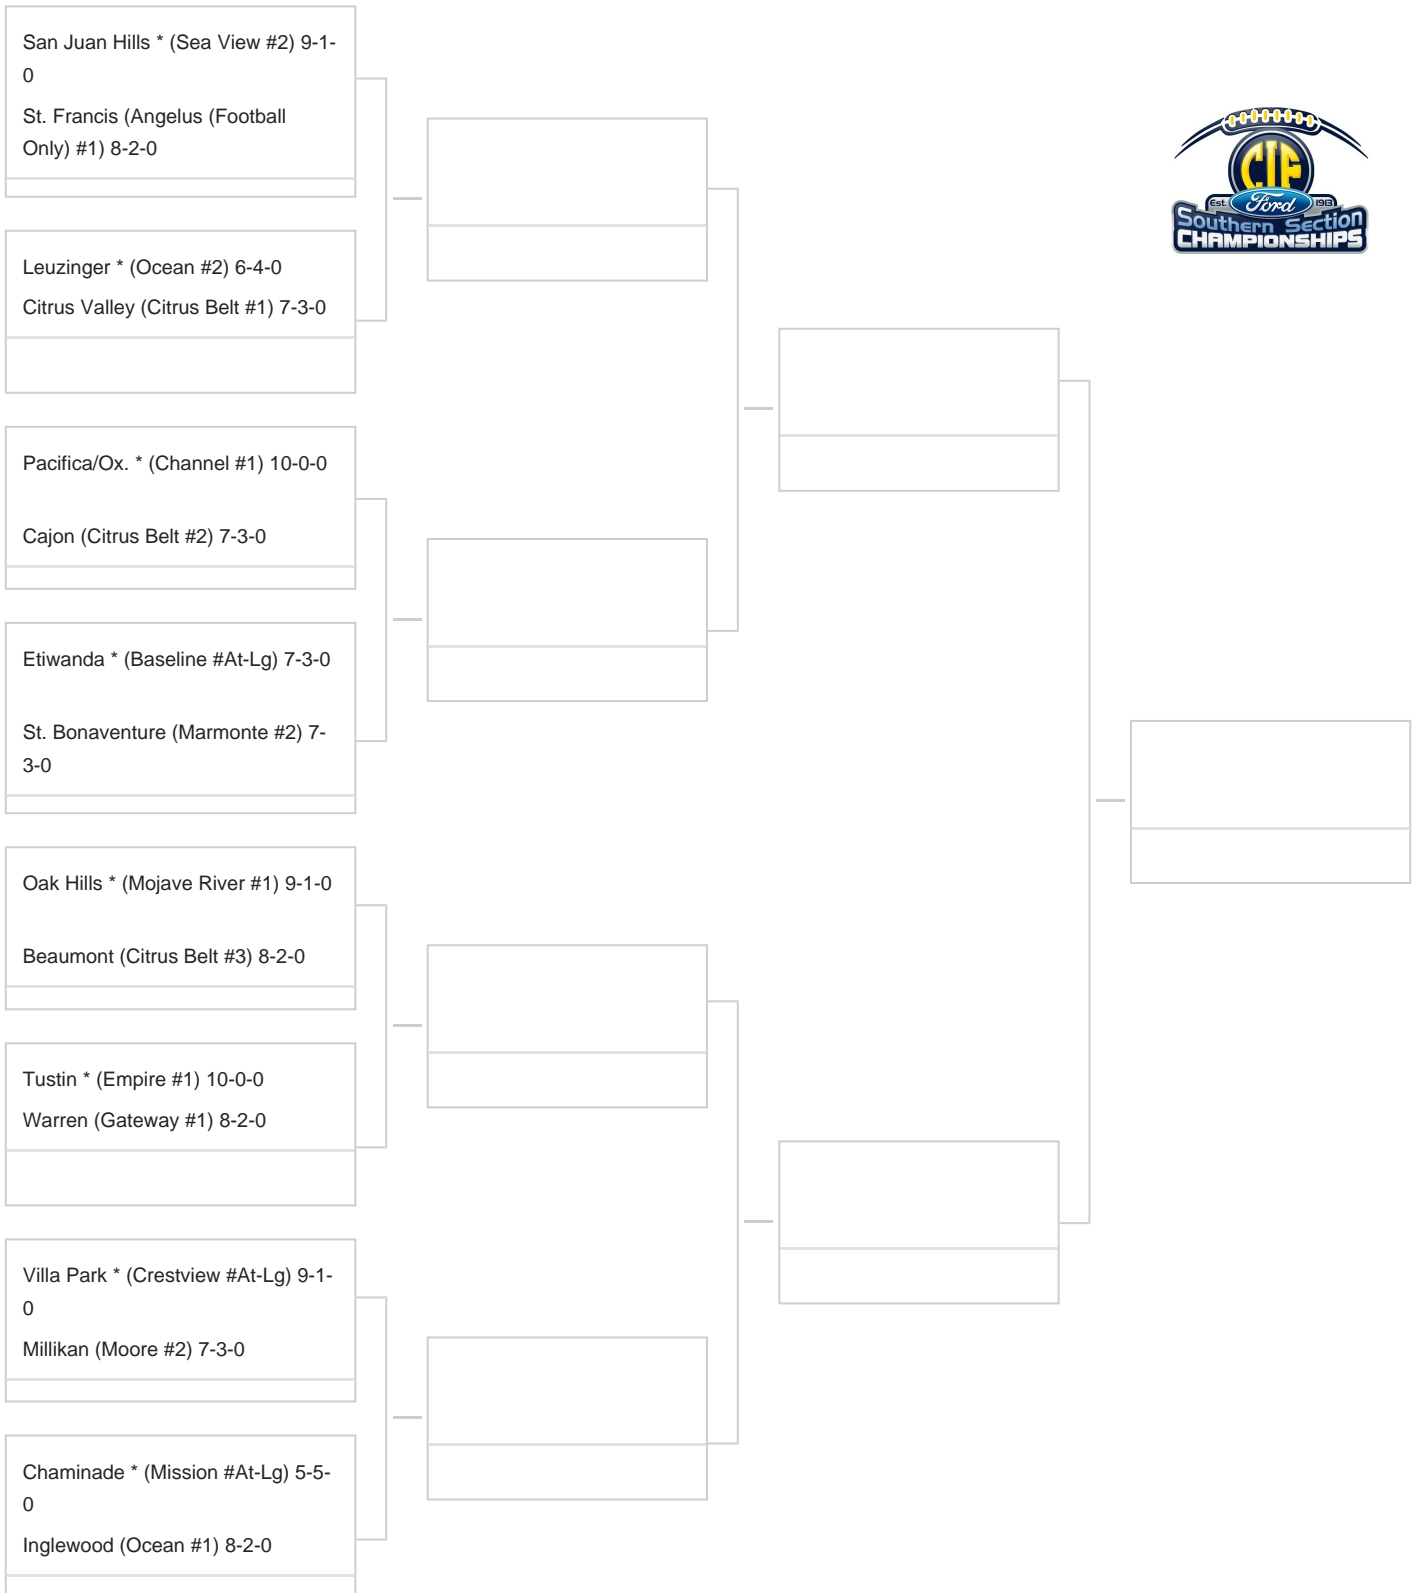 San Juan Hills * (Sea View #2) 9-1-
0
St. Francis (Angelus (Football
Only) #1) 8-2-0
Leuzinger * (Ocean #2) 6-4-0
Citrus Valley (Citrus Belt #1) 7-3-0
Pacifica/Ox. * (Channel #1) 10-0-0
Cajon (Citrus Belt #2) 7-3-0
Etiwanda * (Baseline #At-Lg) 7-3-0
St. Bonaventure (Marmonte #2) 7-
3-0
Oak Hills * (Mojave River #1) 9-1-0
Beaumont (Citrus Belt #3) 8-2-0
Tustin * (Empire #1) 10-0-0
Warren (Gateway #1) 8-2-0
Villa Park * (Crestview #At-Lg) 9-1-
0
Millikan (Moore #2) 7-3-0
Chaminade * (Mission #At-Lg) 5-5-
0
Inglewood (Ocean #1) 8-2-0
CIF
Est. Ford 1913
Southern Section
CHAMPIONSHIPS